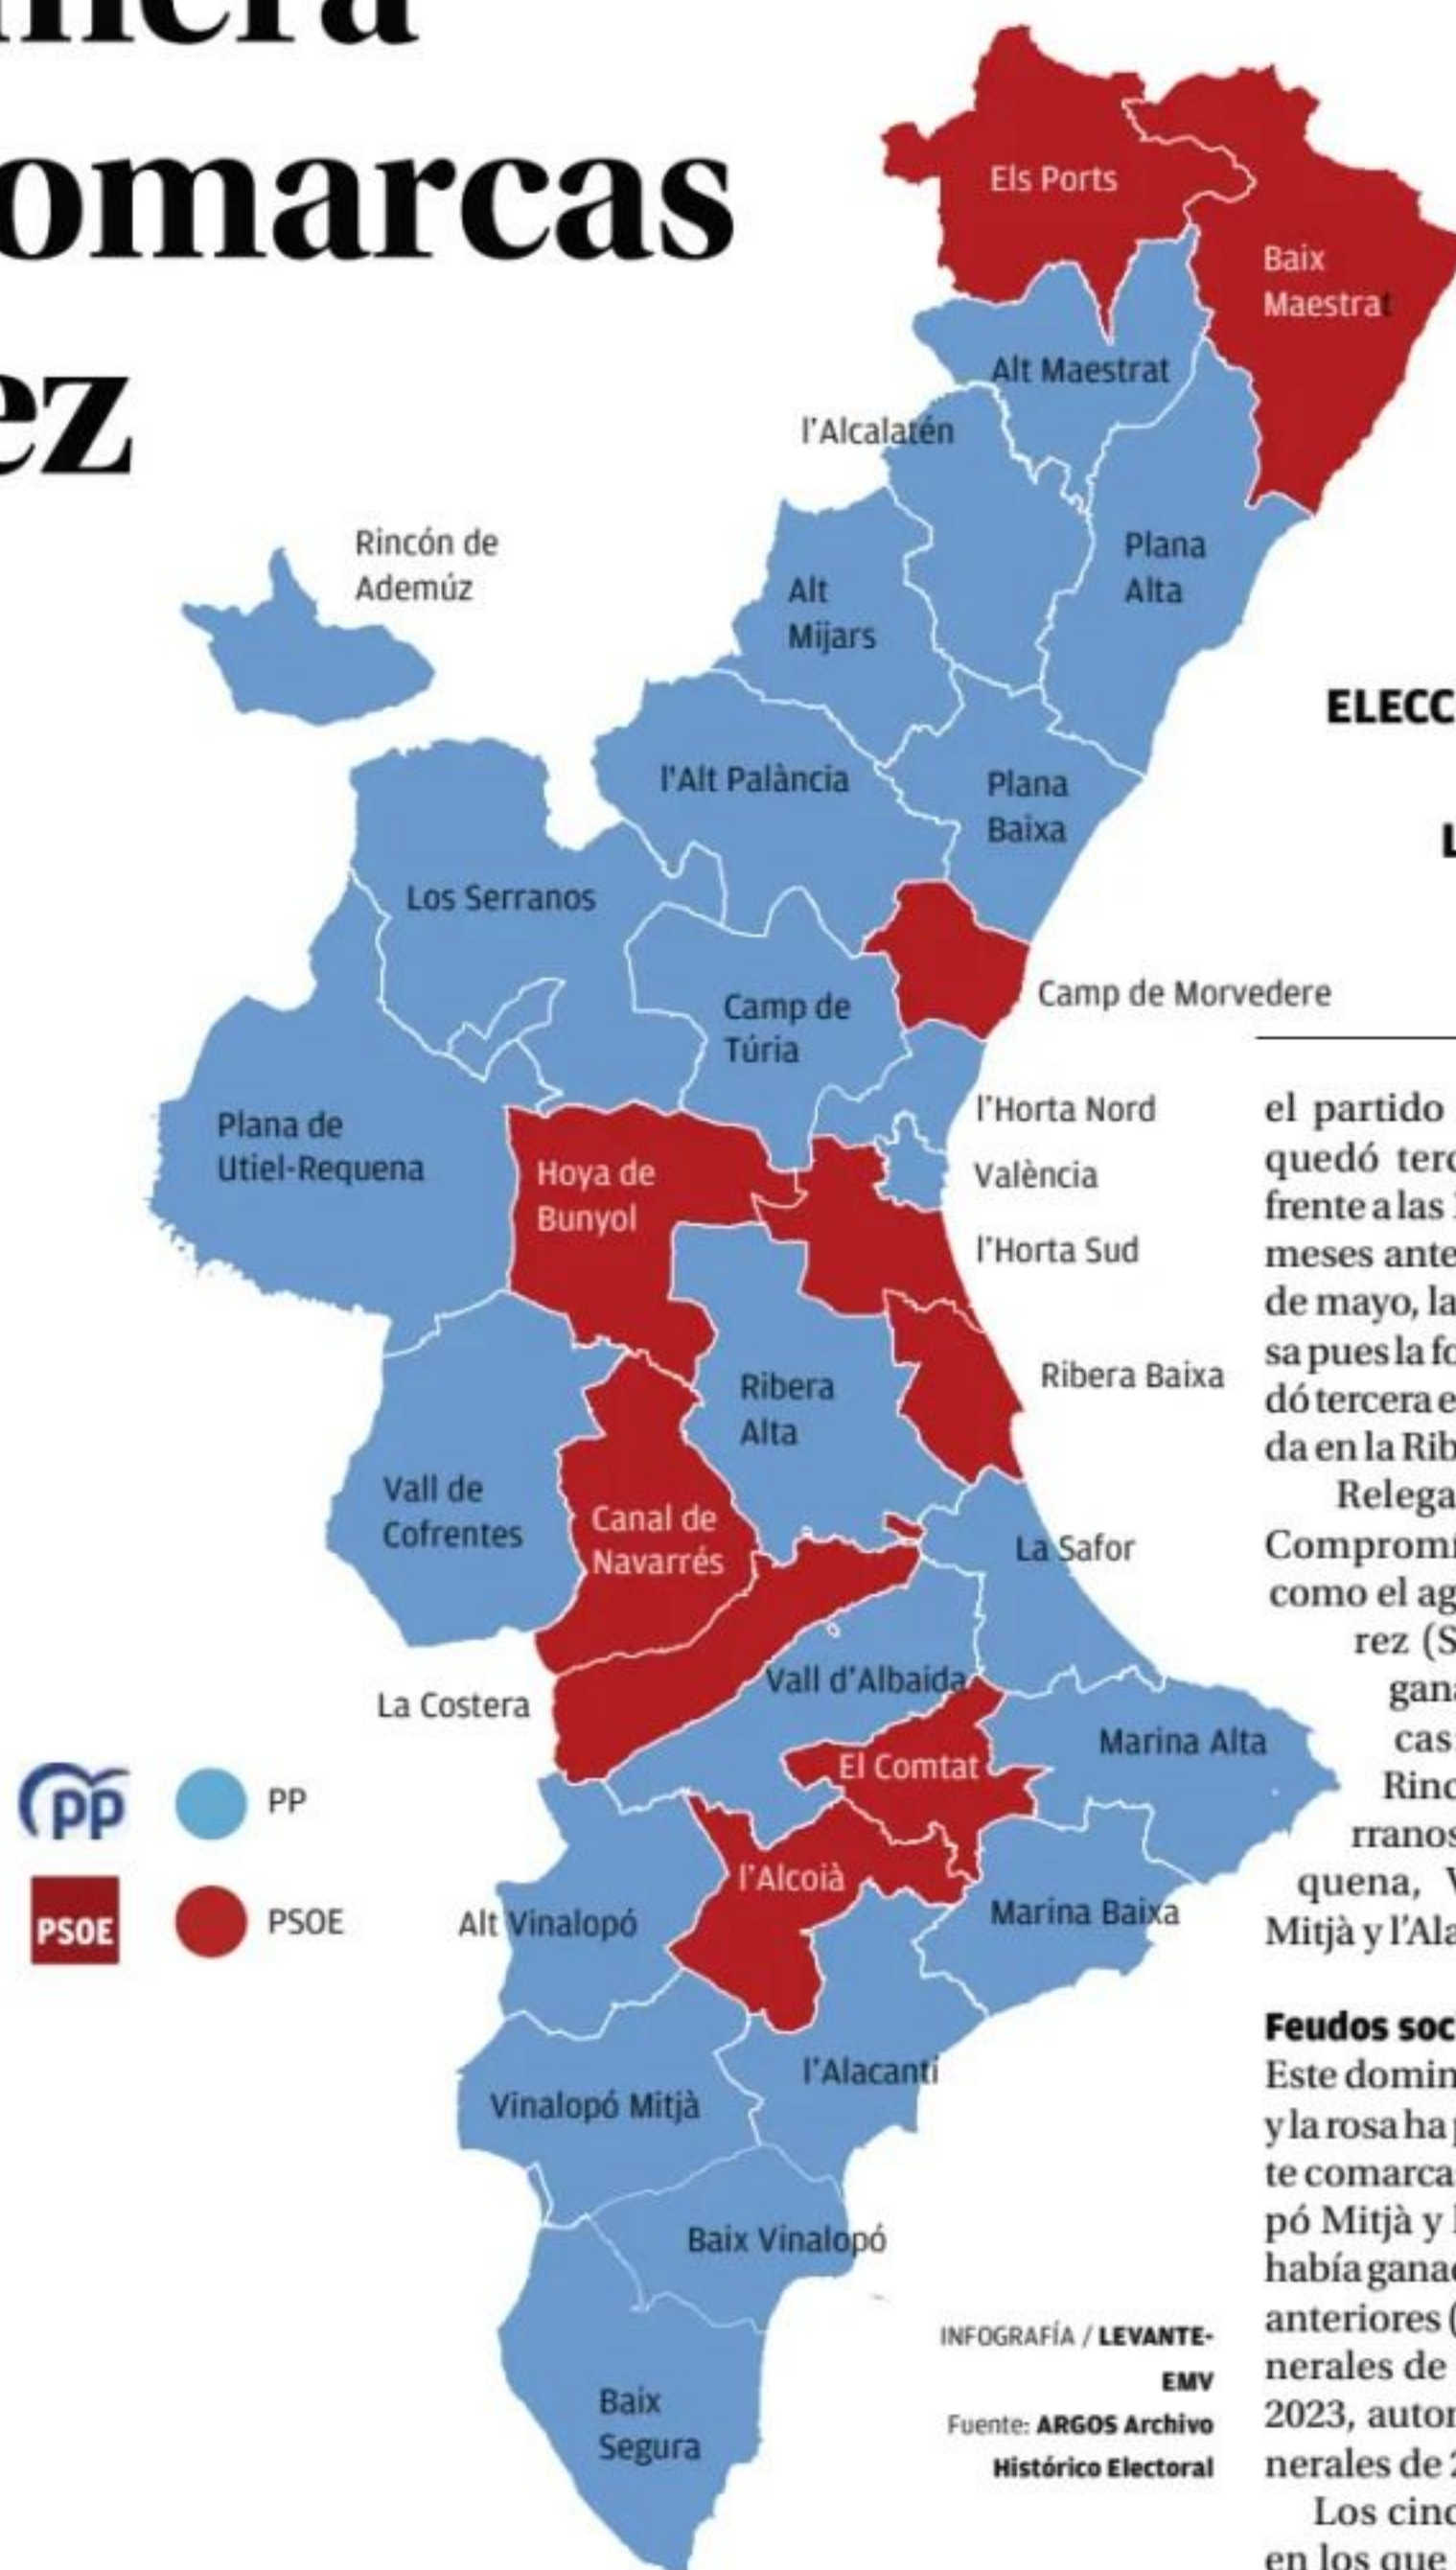 omarcas
ez
Els Ports
Baix
Maestrat
Alt Maestrat
l'Alcalatén
Rincón de
Ademúz
Plana
Alta
Alt
Mijars
ELECC
l'Alt Palància
Plana
Baixa
L
Los Serranos
Camp de
Túria
Camp de Morvedere
Plana de
Utiel-Requena
Hoya de
Bunyol
l'Horta Nord
València
l'Horta Sud
Ribera Baixa
Ribera
Alta
Vall de
Cofrentes
Canal de
Navarrés
La Safor
Vall d'Albaida
La Costera
Marina Alta
El Comtat
pp
PP
PSOE
PSOE
l'Alcoià
Alt Vinalopó
Marina Baixa
l'Alacantí
Vinalopó Mitjà
Baix Vinalopó
Baix
Segura
INFOGRAFÍA / LEVANTE-
EMV
Fuente: ARGOS Archivo
Histórico Electoral
el partido
quedó terc
frente a las
meses ante
de mayo, la
sa pues la fo
dó tercera e
da en la Rib
Relega
Comprom
como el ag
rez (S
gana
cas
Rinc
rranos
quena, V
Mitjà y l'Ala
Feudos soc
Este domin
y la rosa ha p
te comarca
pó Mitjà y l
había ganad
anteriores (
nerales de
2023, autor
nerales de 2
Los cinc
en los que